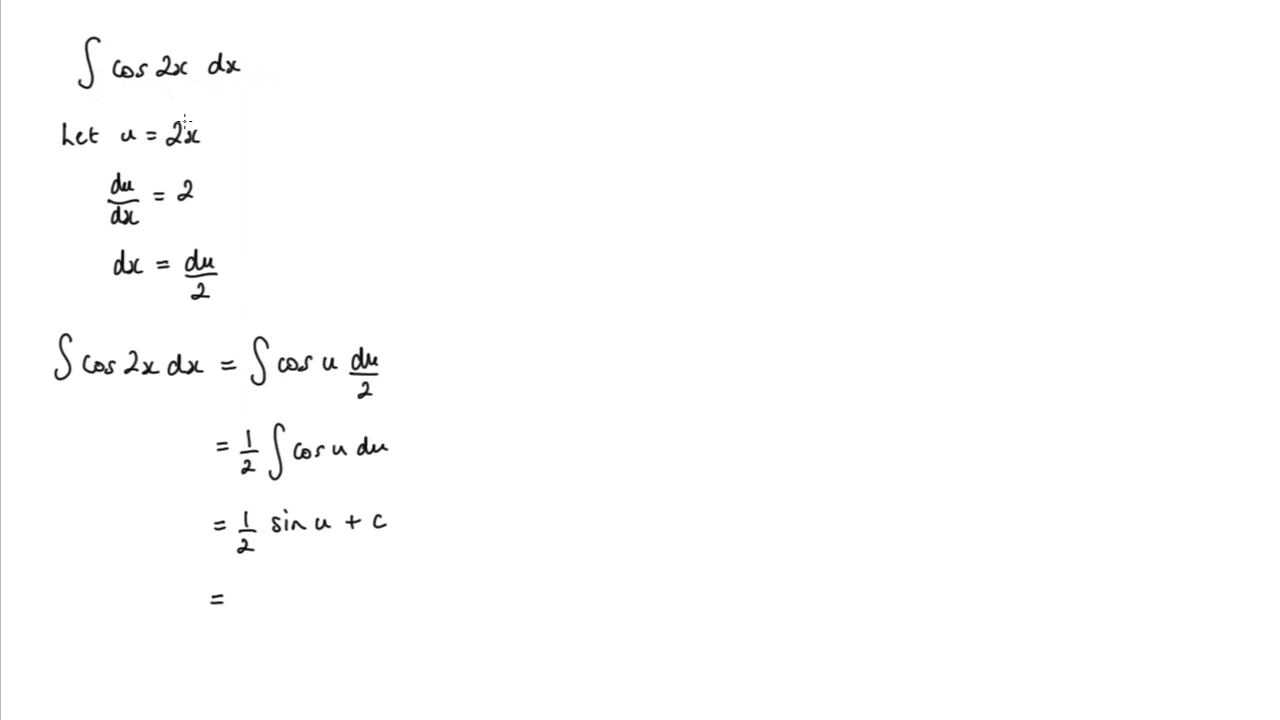 ∫ cos 2x dx
Let u = 2x
du/dx = 2
dx = du/2
∫ cos 2x dx = ∫ cos u du/2
= 1/2 ∫ cos u du
= 1/2 sin u + c
=